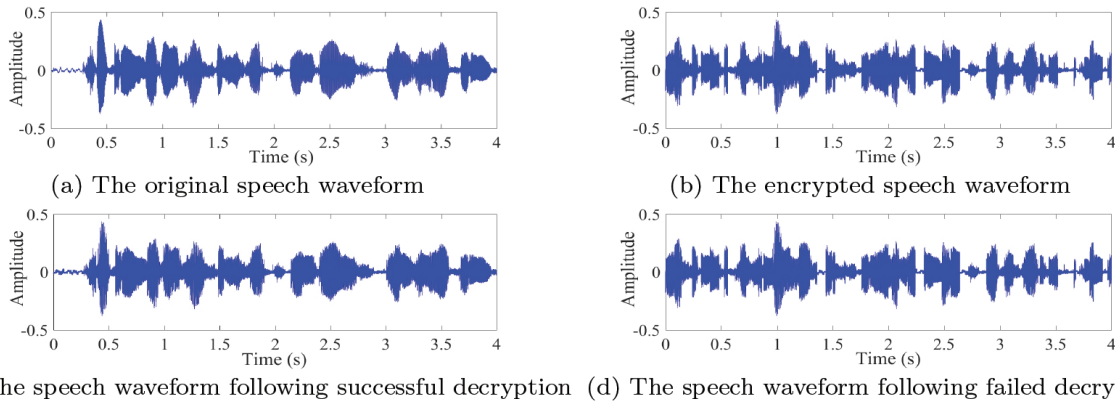 0.5
0
-0.5
Amplitude
0 0.5 1 1.5 2 2.5 3 3.5 4
Time (s)
(a) The original speech waveform
0.5
0
-0.5
Amplitude
0 0.5 1 1.5 2 2.5 3 3.5 4
Time (s)
(b) The encrypted speech waveform
0.5
0
-0.5
Amplitude
0 0.5 1 1.5 2 2.5 3 3.5 4
Time (s)
he speech waveform following successful decryption
0.5
0
-0.5
Amplitude
0 0.5 1 1.5 2 2.5 3 3.5 4
Time (s)
(d) The speech waveform following failed decry